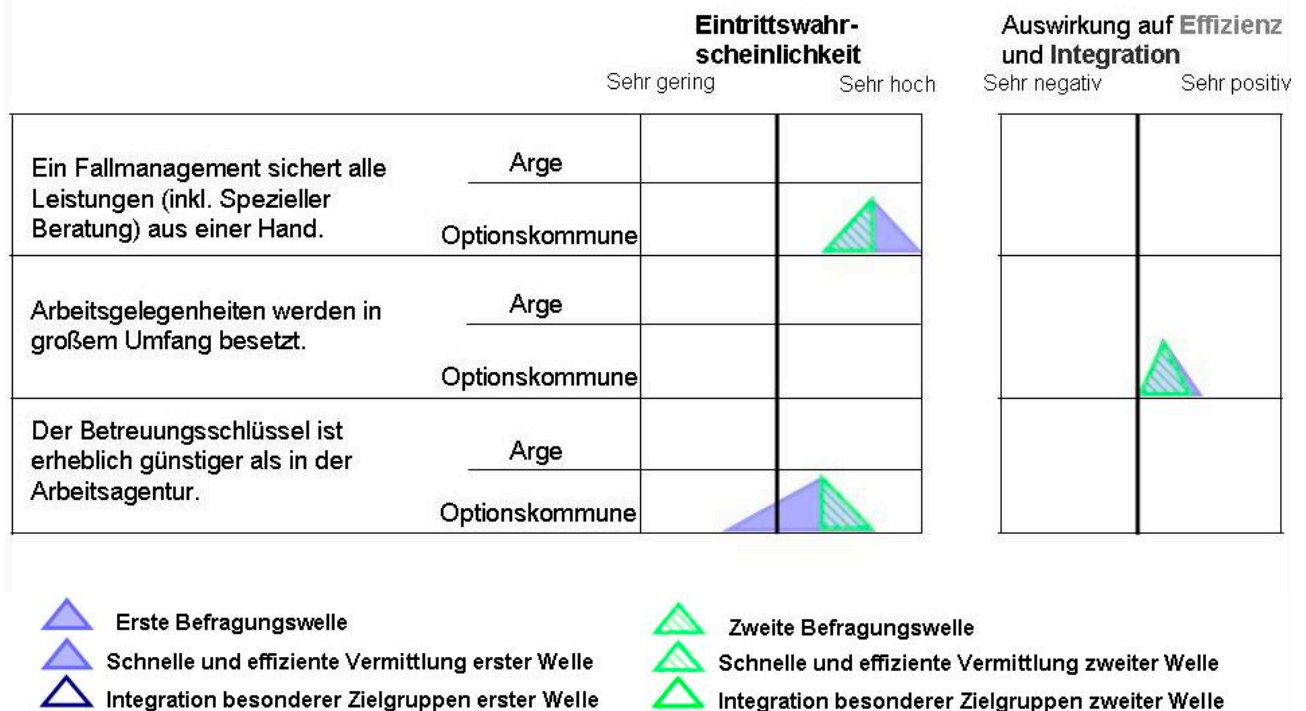 Eintrittswahr-
scheinlichkeit
Sehr gering
Sehr hoch
Auswirkung auf Effizienz
und Integration
Sehr negativ
Sehr positiv
Ein Fallmanagement sichert alle
Leistungen (inkl. Spezieller
Beratung) aus einer Hand.
Arge
Optionskommune
Arbeitsgelegenheiten werden in
großem Umfang besetzt.
Arge
Optionskommune
Der Betreuungsschlüssel ist
erheblich günstiger als in der
Arbeitsagentur.
Arge
Optionskommune
Erste Befragungswelle
Schnelle und effiziente Vermittlung erster Welle
Integration besonderer Zielgruppen erster Welle
Zweite Befragungswelle
Schnelle und effiziente Vermittlung zweiter Welle
Integration besonderer Zielgruppen zweiter Welle